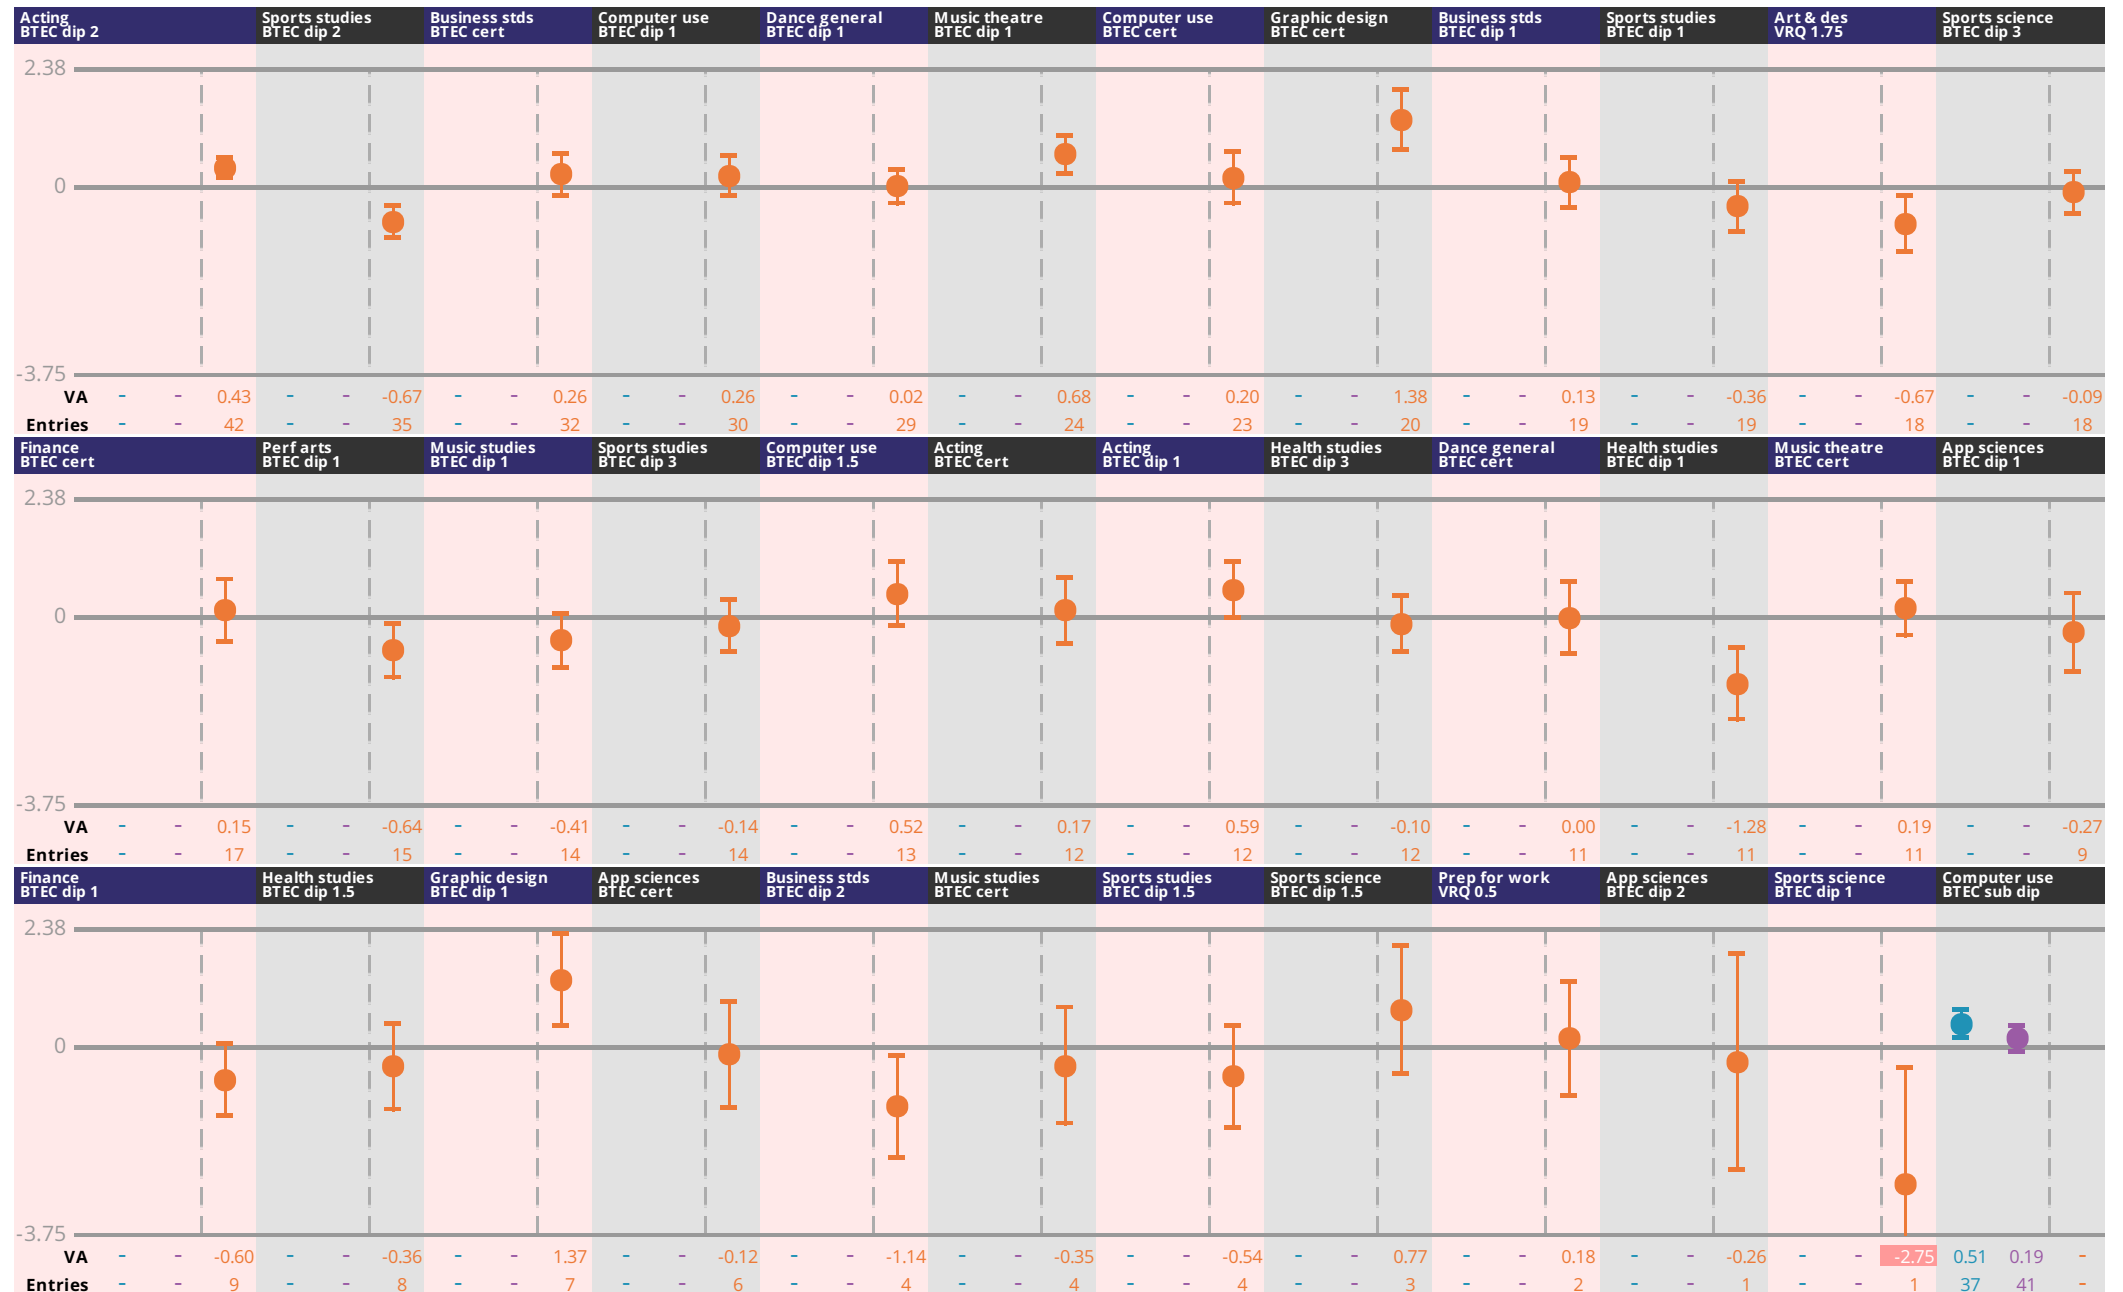 Acting Sports studies Business stds Computer use Dance general Music theatre Computer use Graphic design Business stds Sports studies Art & des Sports science
BTEC dip 2 BTEC dip 2 BTEC cert BTEC dip 1 BTEC dip 1 BTEC dip 1 BTEC cert BTEC cert BTEC dip 1 BTEC dip 1 VRQ 1.75 BTEC dip 3
2.38
0
-3.75
VA - - 0.43 - - -0.67 - - 0.26 - - 0.26 - - 0.02 - - 0.68 - - 0.20 - - 1.38 - - 0.13 - - -0.36 - - -0.67 - - -0.09
Entries - - 42 - - 35 - - 32 - - 30 - - 29 - - 24 - - 23 - - 20 - - 19 - - 19 - - 18 - - 18
Finance Perf arts Music studies Sports studies Computer use Acting Acting Health studies Dance general Health studies Music theatre App sciences
BTEC cert BTEC dip 1 BTEC dip 1 BTEC dip 3 BTEC dip 1.5 BTEC cert BTEC dip 1 BTEC dip 3 BTEC cert BTEC dip 1 BTEC cert BTEC dip 1
2.38
0
-3.75
VA - - 0.15 - - -0.64 - - -0.41 - - -0.14 - - 0.52 - - 0.17 - - 0.59 - - -0.10 - - 0.00 - - -1.28 - - 0.19 - - -0.27
Entries - - 17 - - 15 - - 14 - - 14 - - 13 - - 12 - - 12 - - 12 - - 11 - - 11 - - 11 - - 9
Finance Health studies Graphic design App sciences Business stds Music studies Sports studies Sports science Prep for work App sciences Sports science Computer use
BTEC dip 1 BTEC dip 1.5 BTEC dip 1 BTEC cert BTEC dip 2 BTEC cert BTEC dip 1.5 BTEC dip 1.5 VRQ 0.5 BTEC dip 2 BTEC dip 1 BTEC sub dip
2.38
0
-3.75
VA - - -0.60 - - -0.36 - - 1.37 - - -0.12 - - -1.14 - - -0.35 - - -0.54 - - 0.77 - - 0.18 - - -0.26 - - -2.75 0.51 0.19 -
Entries - - 9 - - 8 - - 7 - - 6 - - 4 - - 4 - - 4 - - 3 - - 2 - - 1 - - 1 37 41 -